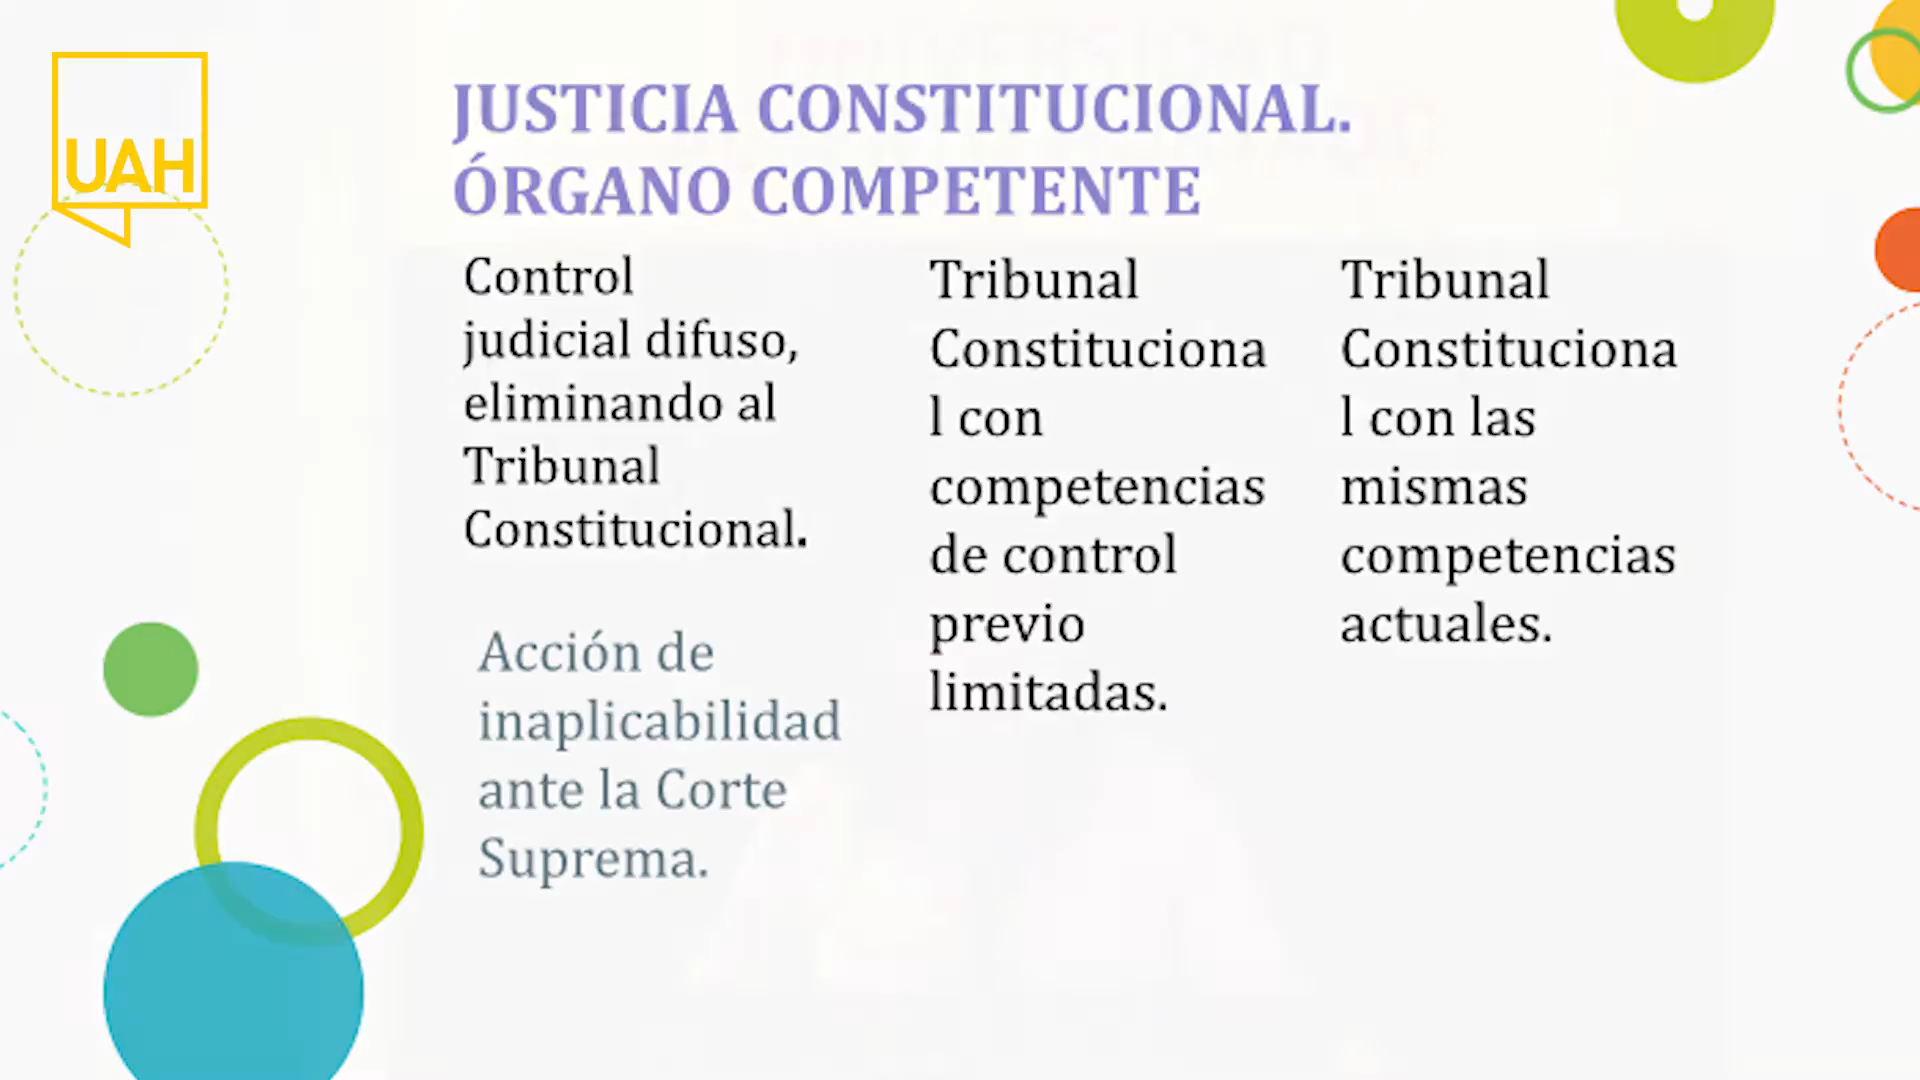 UAH
JUSTICIA CONSTITUCIONAL.
ÓRGANO COMPETENTE
Control
judicial difuso,
eliminando al
Tribunal
Constitucional.
Acción de
inaplicabilidad
ante la Corte
Suprema.
Tribunal
Constituciona
l con
competencias
de control
previo
limitadas.
Tribunal
Constituciona
l con las
mismas
competencias
actuales.